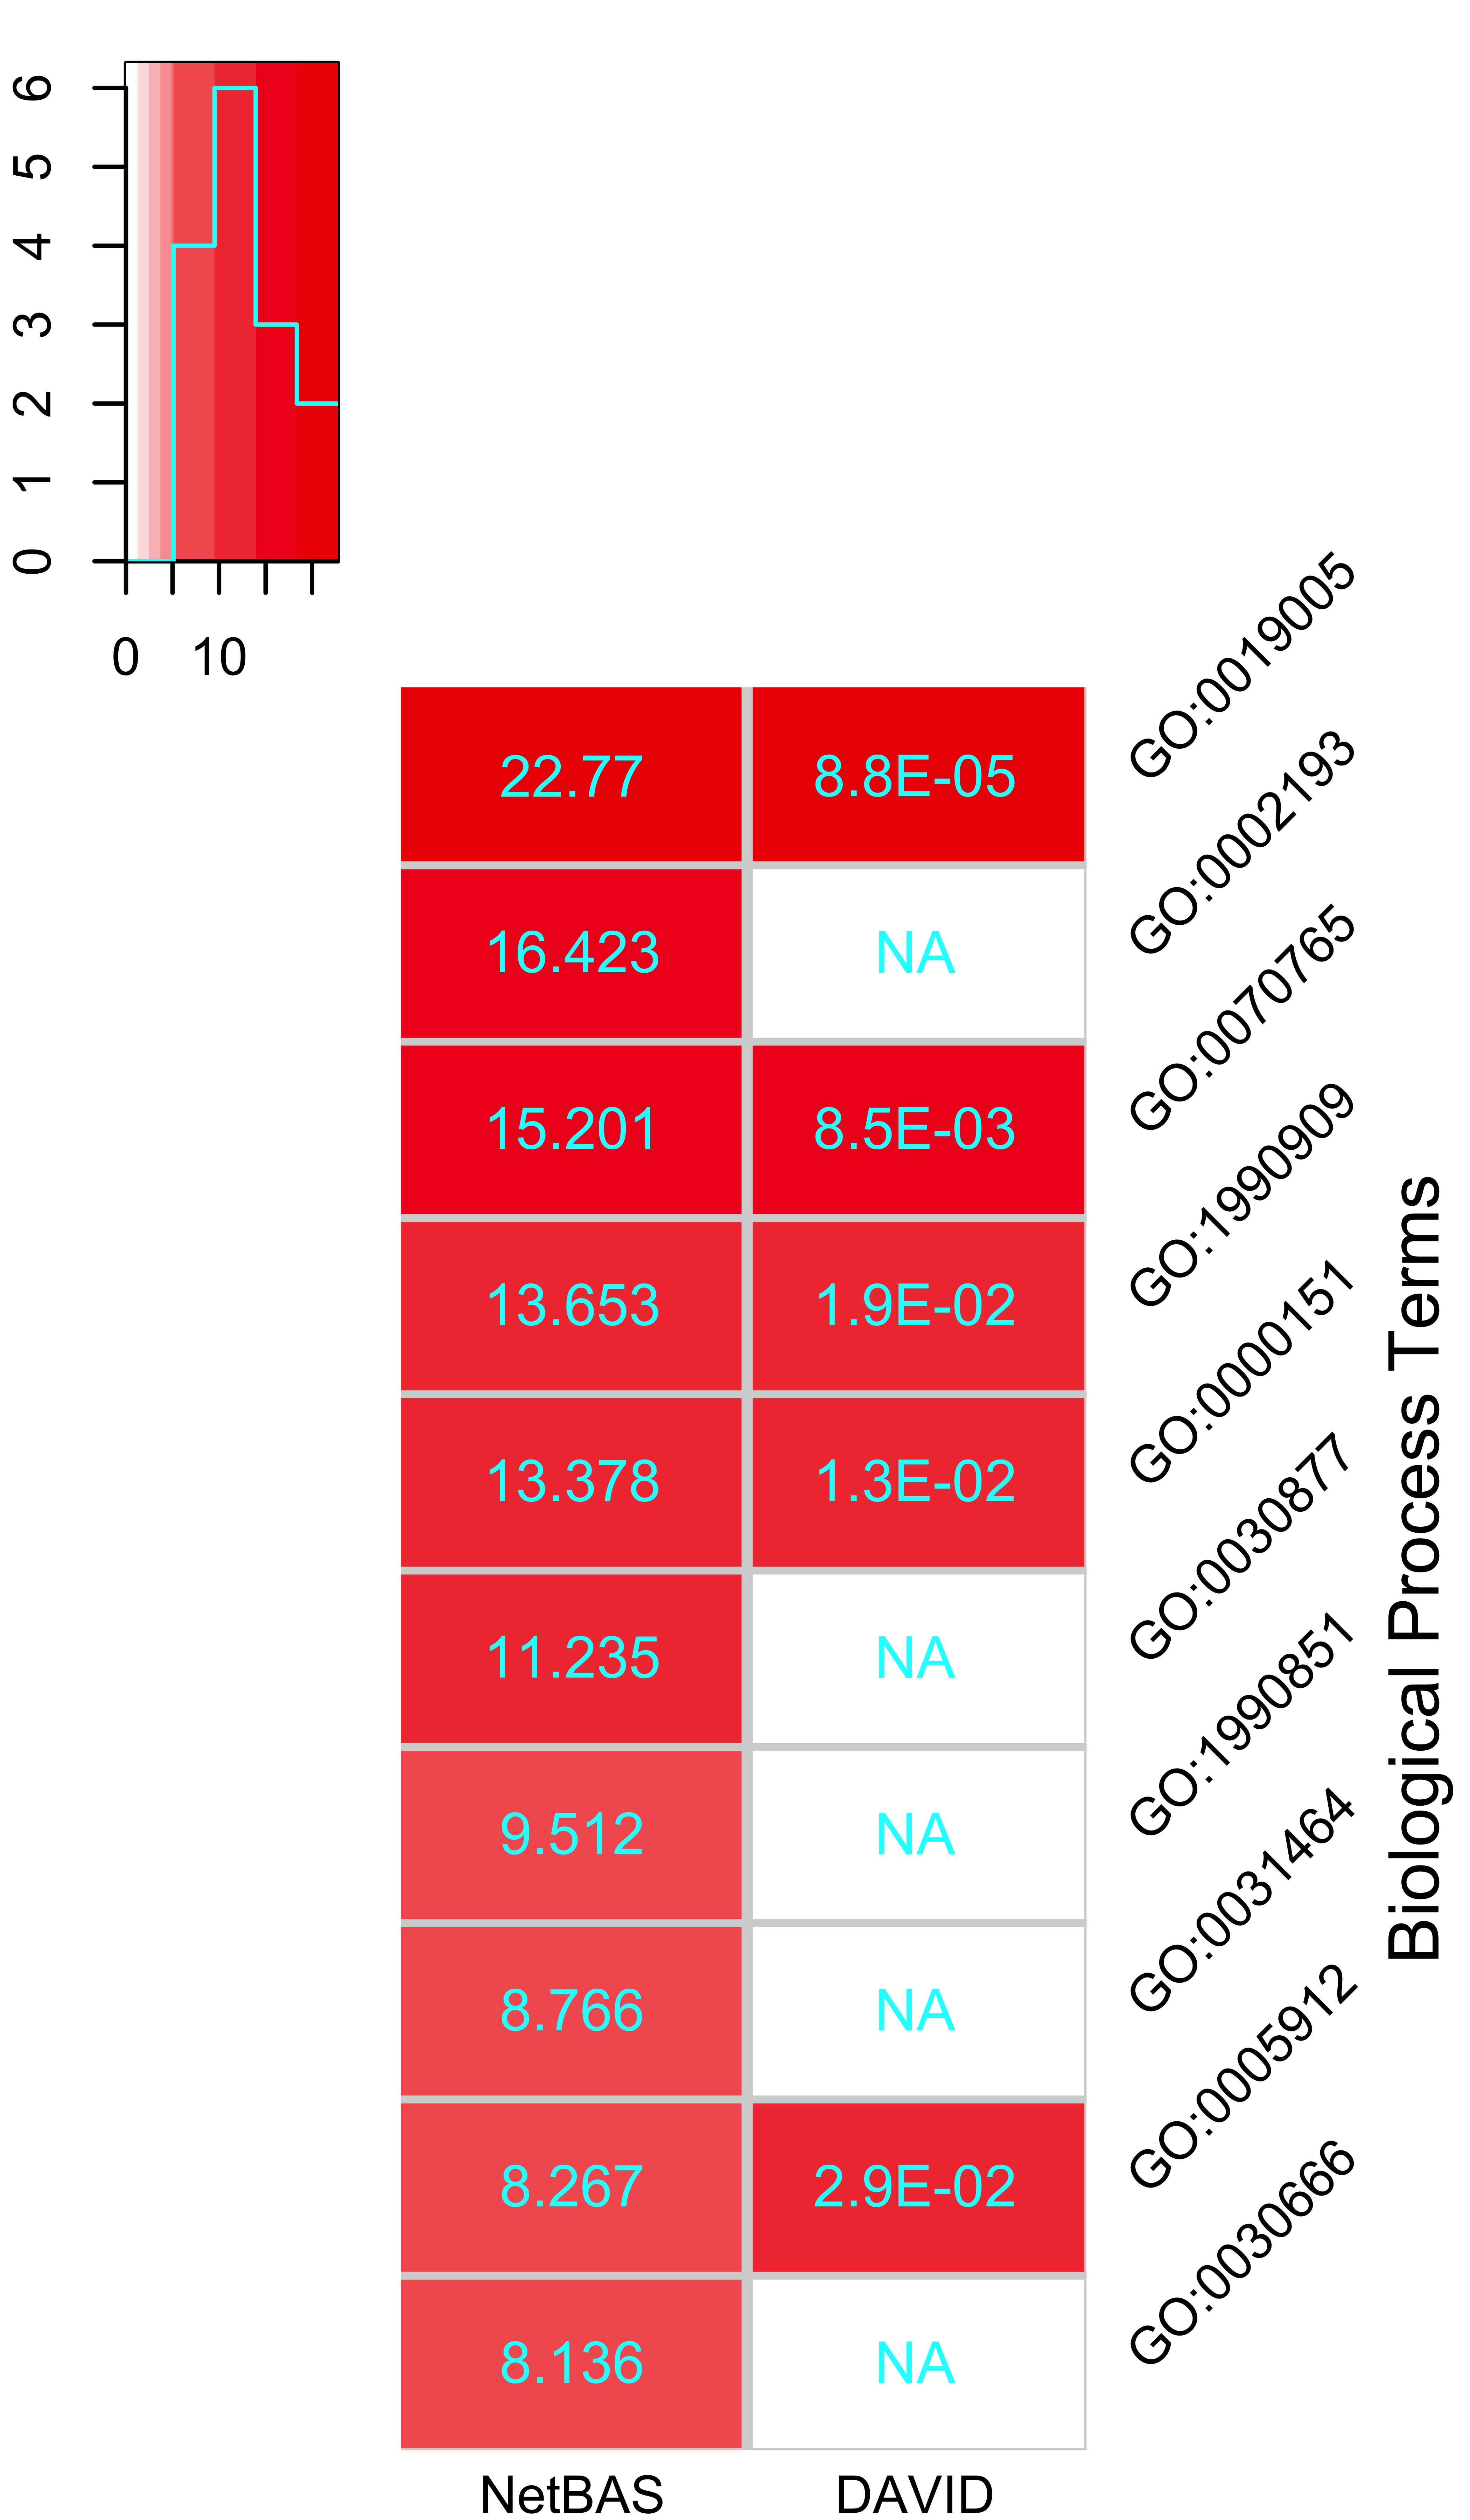 6
5
4
3
2
1
0
0 10
22.77 8.8E-05 GO:0019005
16.423 NA GO:0002193
15.201 8.5E-03 GO:0070765
13.653 1.9E-02 GO:1990909
13.378 1.3E-02 GO:0000151
11.235 NA GO:0030877
9.512 NA GO:1990851
8.766 NA GO:0031464
8.267 2.9E-02 GO:0005912
8.136 NA GO:0030666
NetBAS DAVID
Biological Process Terms